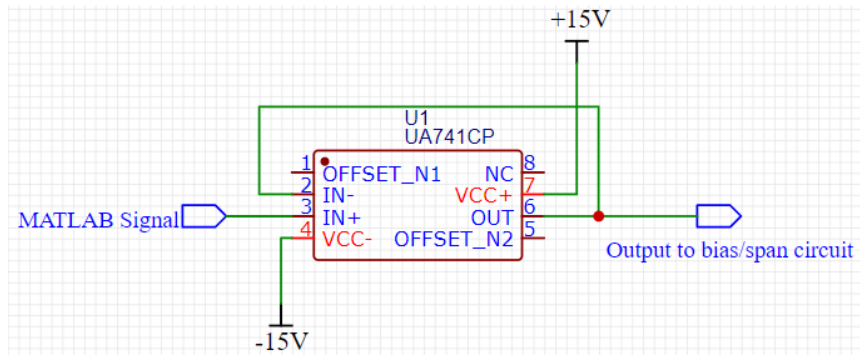 +15V
U1
UA741CP
1 OFFSET_N1 NC 8
2 IN- VCC+ 7
MATLAB Signal 3 IN+ OUT 6
4 VCC- OFFSET_N2 5
Output to bias/span circuit
-15V